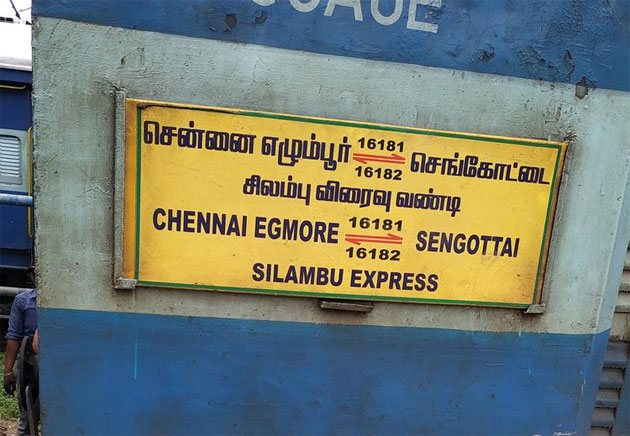 சென்னை எழும்பூர் 16181 ⇌ 16182 செங்கோட்டை
சிலம்பு விரைவு வண்டி
CHENNAI EGMORE 16181 ⇌ 16182 SENGOTTAI
SILAMBU EXPRESS